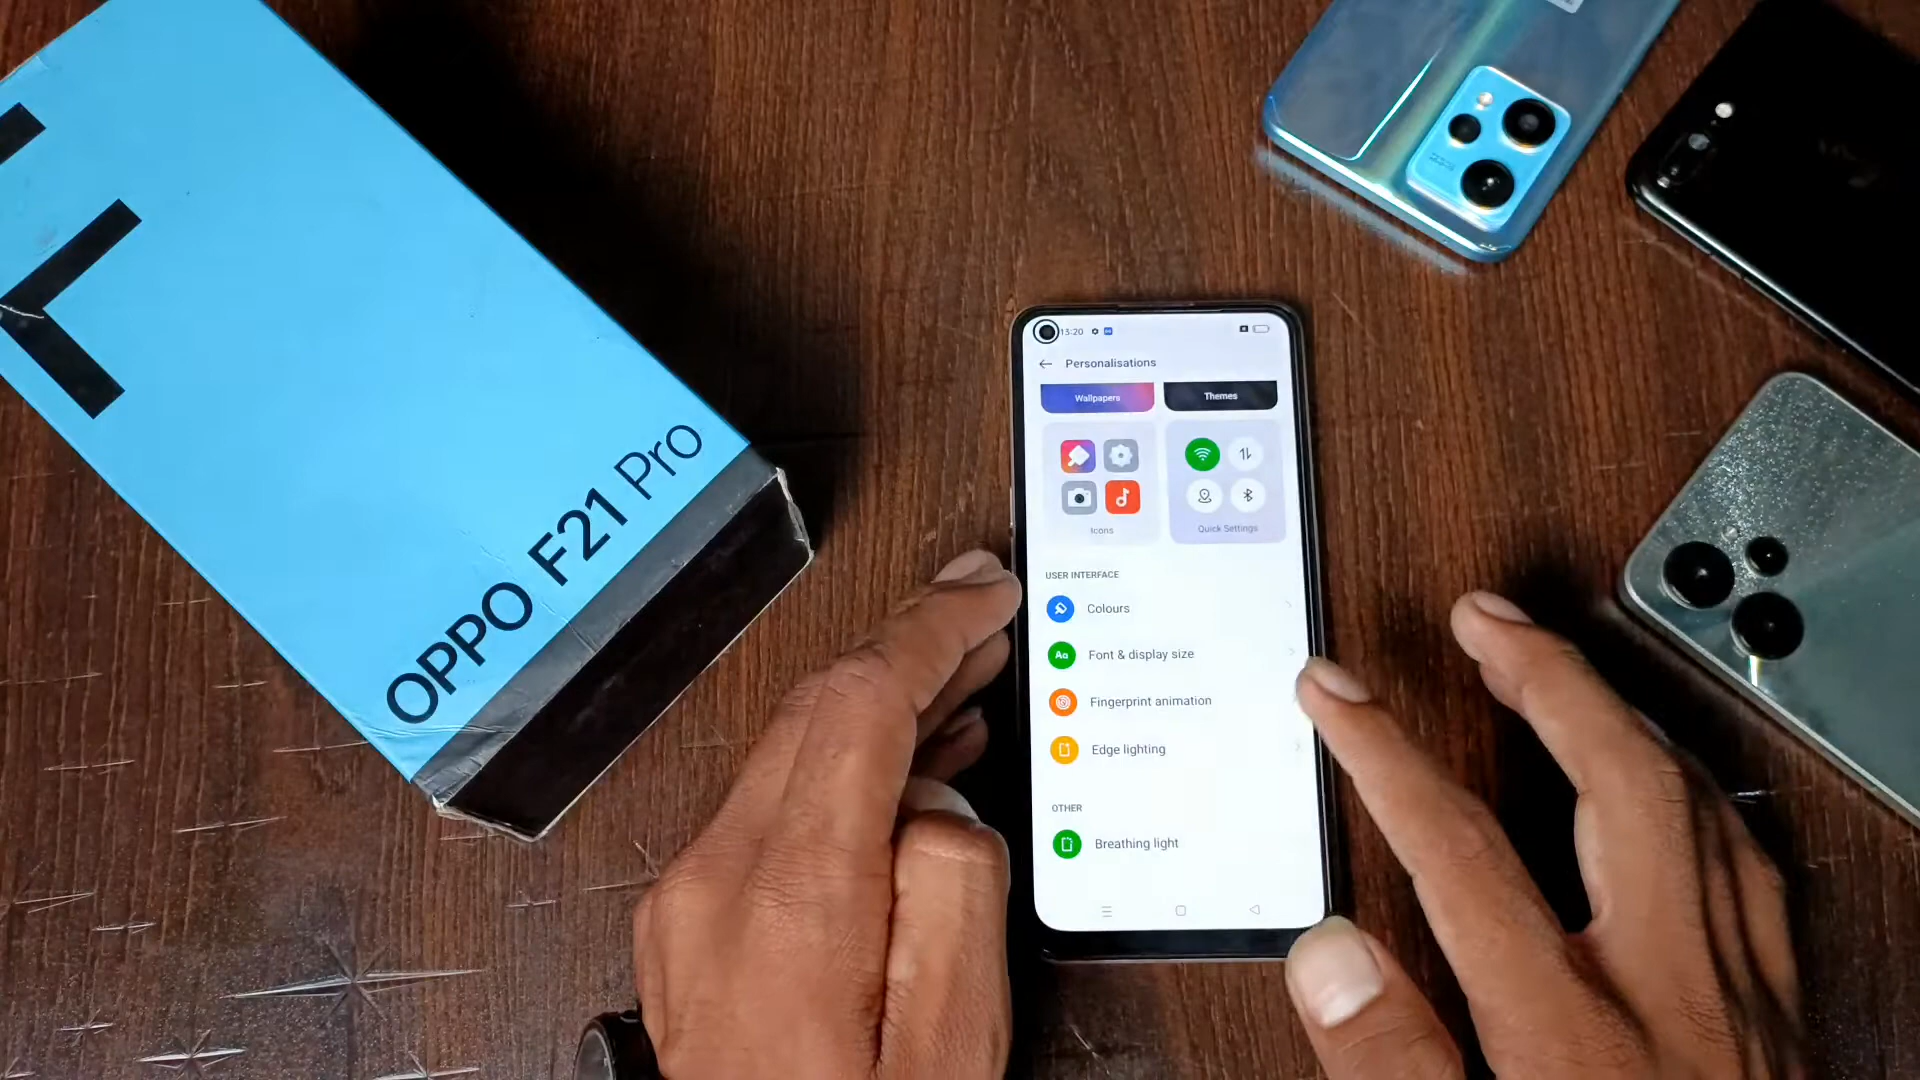 OPPO F21 Pro
13:20
Personalisations
Wallpapers
Themes
Icons
Quick Settings
USER INTERFACE
Colours
Aa
Font & display size
Fingerprint animation
Edge lighting
OTHER
Breathing light